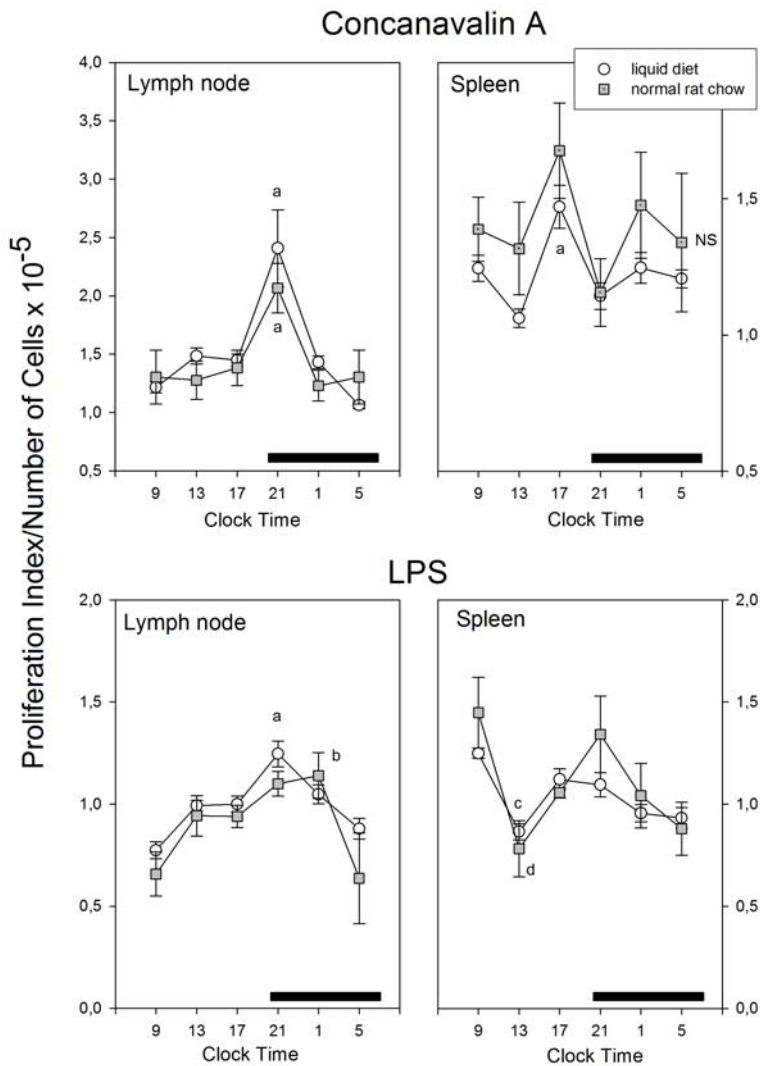 Concanavalin A
liquid diet
normal rat chow
Proliferation Index/Number of Cells x 10-5
Lymph node
4,0
3,5
3,0
2,5
2,0
1,5
1,0
0,5
a
a
9 13 17 21 1 5
Clock Time
Spleen
a
NS
1,5
1,0
0,5
9 13 17 21 1 5
Clock Time
LPS
Lymph node
2,0
1,5
1,0
0,5
0,0
a
b
9 13 17 21 1 5
Clock Time
Spleen
c
d
2,0
1,5
1,0
0,5
0,0
9 13 17 21 1 5
Clock Time